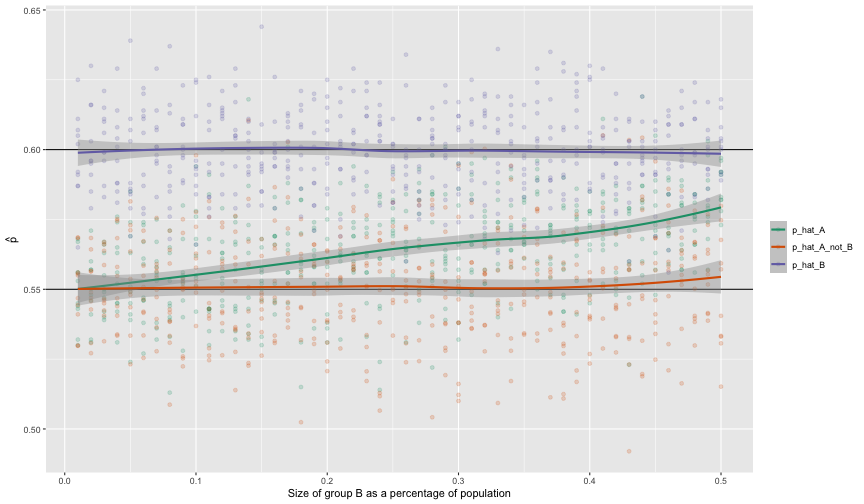 0.65
0.60
0.55
0.50
p̂
0.0 0.1 0.2 0.3 0.4 0.5
Size of group B as a percentage of population
p_hat_A
p_hat_A_not_B
p_hat_B